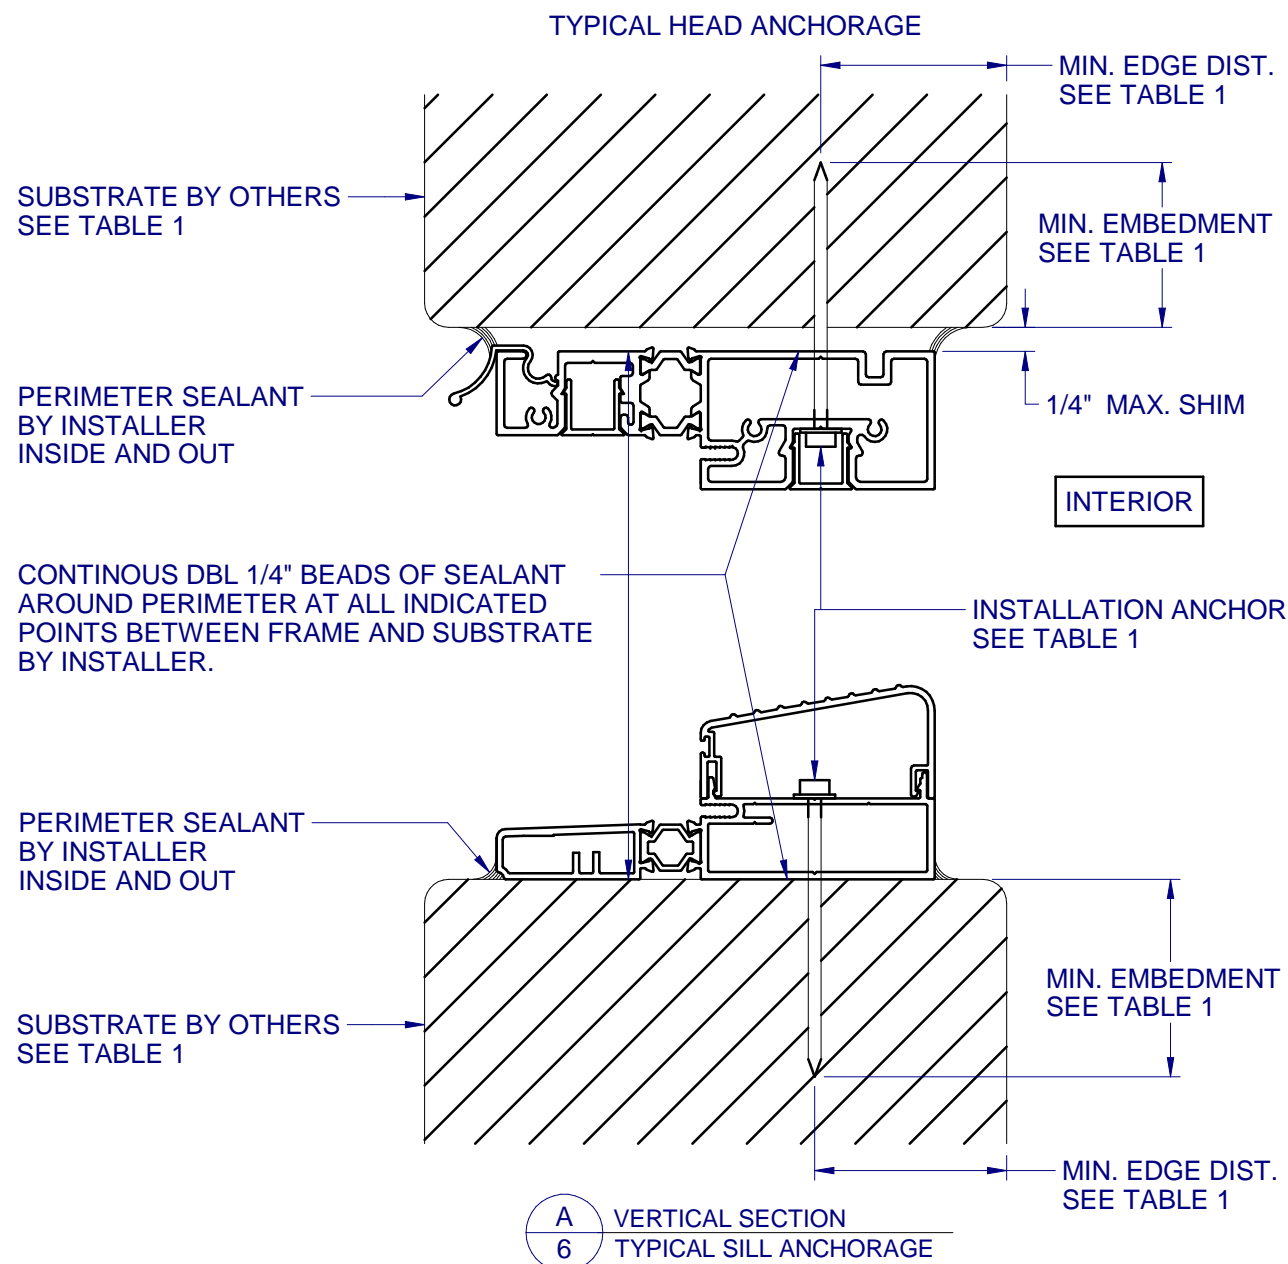 TYPICAL HEAD ANCHORAGE
MIN. EDGE DIST.
SEE TABLE 1
SUBSTRATE BY OTHERS
SEE TABLE 1
MIN. EMBEDMENT
SEE TABLE 1
PERIMETER SEALANT
BY INSTALLER
INSIDE AND OUT
1/4" MAX. SHIM
INTERIOR
CONTINOUS DBL 1/4" BEADS OF SEALANT
AROUND PERIMETER AT ALL INDICATED
POINTS BETWEEN FRAME AND SUBSTRATE
BY INSTALLER.
INSTALLATION ANCHOR
SEE TABLE 1
PERIMETER SEALANT
BY INSTALLER
INSIDE AND OUT
MIN. EMBEDMENT
SEE TABLE 1
SUBSTRATE BY OTHERS
SEE TABLE 1
MIN. EDGE DIST.
SEE TABLE 1
A
6
VERTICAL SECTION
TYPICAL SILL ANCHORAGE